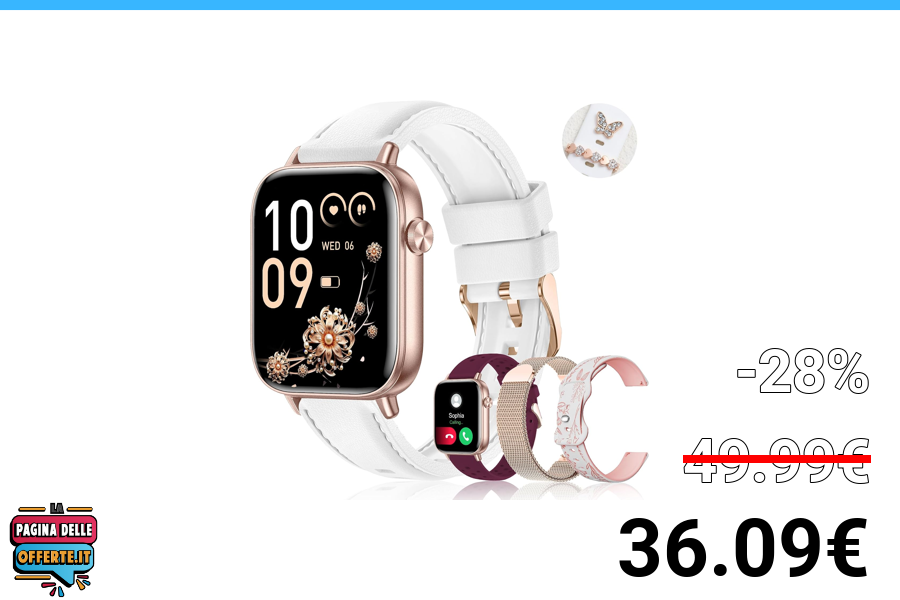 10
09
WED 06
Sophia
Calling...
-28%
49.99€
36.09€
LA
PAGINA DELLE
OFFERTE.IT